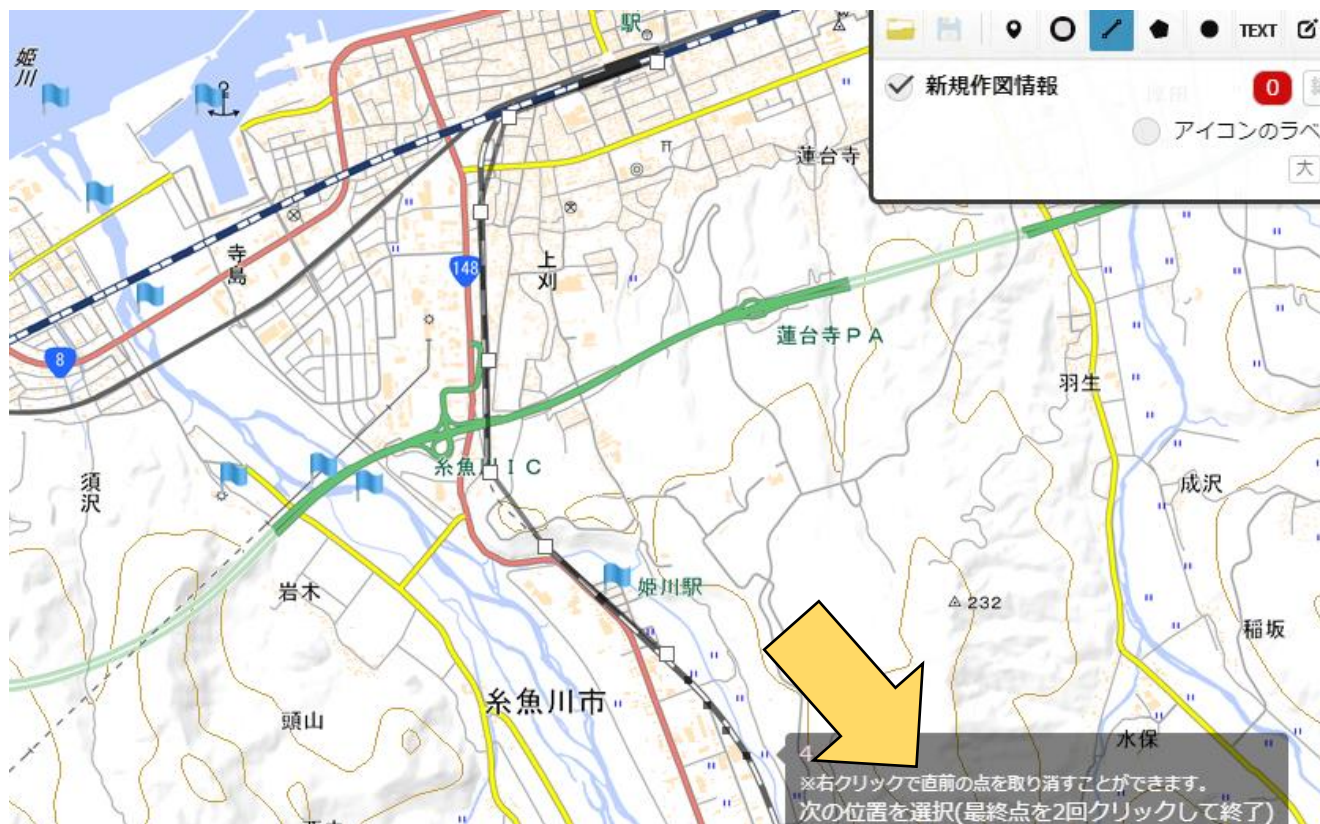 姫川
駅
TEXT
新規作図情報
0
アイコンのラベ
大
蓮台寺
寺島
148
上刈
蓮台寺PA
8
羽生
糸魚川IC
須沢
成沢
岩木
姫川駅
232
稲坂
糸魚川市
頭山
水保
4
※右クリックで直前の点を取り消すことができます。
次の位置を選択(最終点を2回クリックして終了)